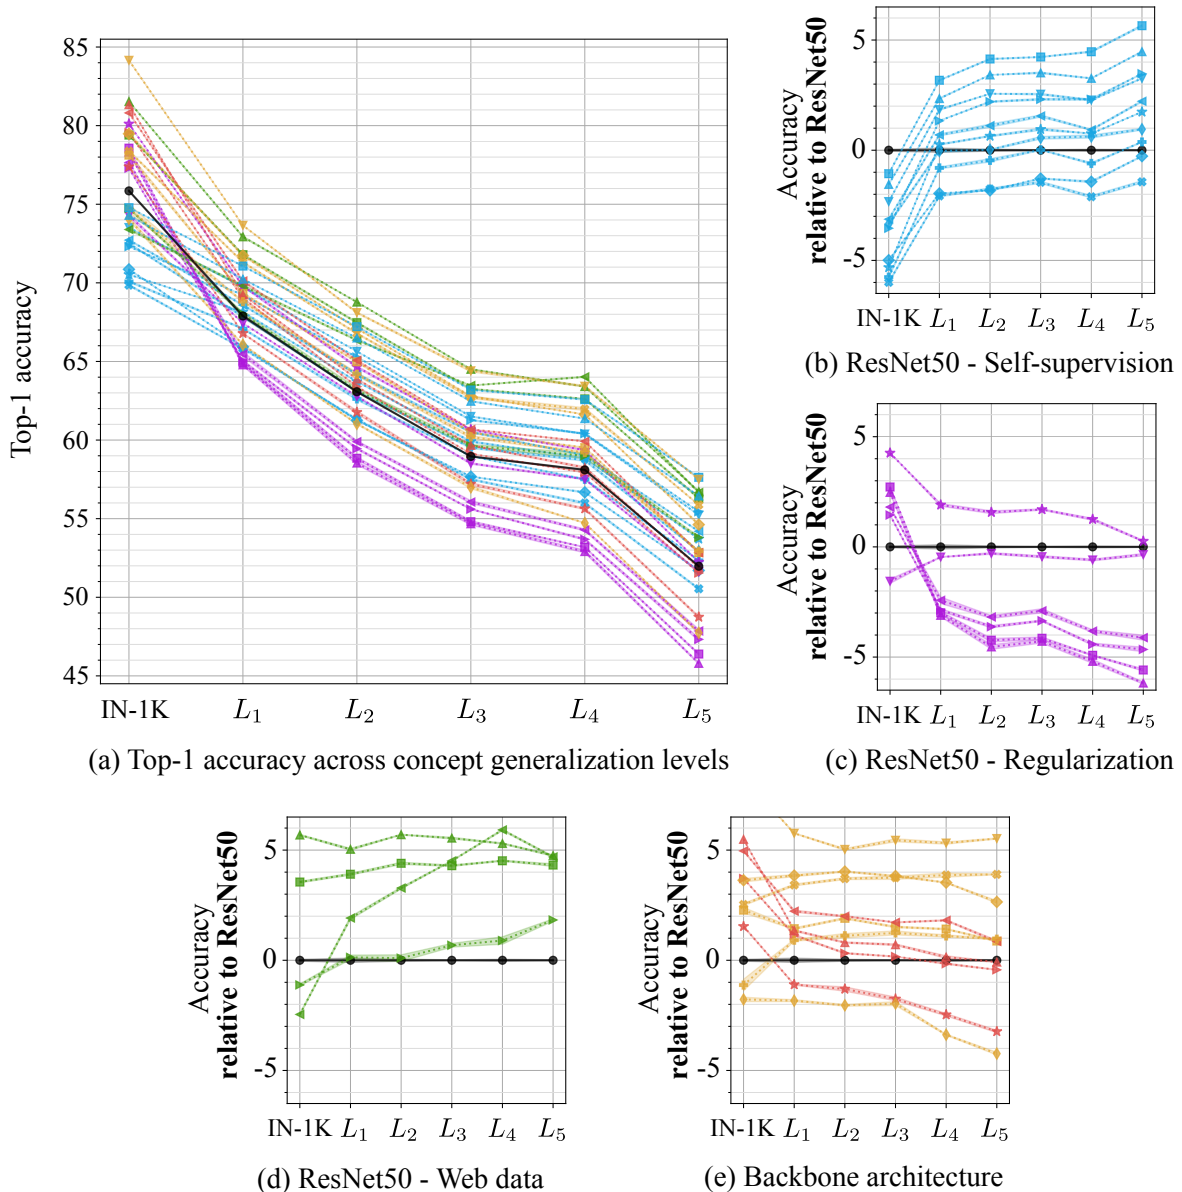 85
80
75
70
65
60
55
50
45
Top-1 accuracy
IN-1K L1 L2 L3 L4 L5
(a) Top-1 accuracy across concept generalization levels
5
0
-5
Accuracy
relative to ResNet50
IN-1K L1 L2 L3 L4 L5
(b) ResNet50 - Self-supervision
5
0
-5
Accuracy
relative to ResNet50
IN-1K L1 L2 L3 L4 L5
(c) ResNet50 - Regularization
5
0
-5
Accuracy
relative to ResNet50
IN-1K L1 L2 L3 L4 L5
(d) ResNet50 - Web data
5
0
-5
Accuracy
relative to ResNet50
IN-1K L1 L2 L3 L4 L5
(e) Backbone architecture